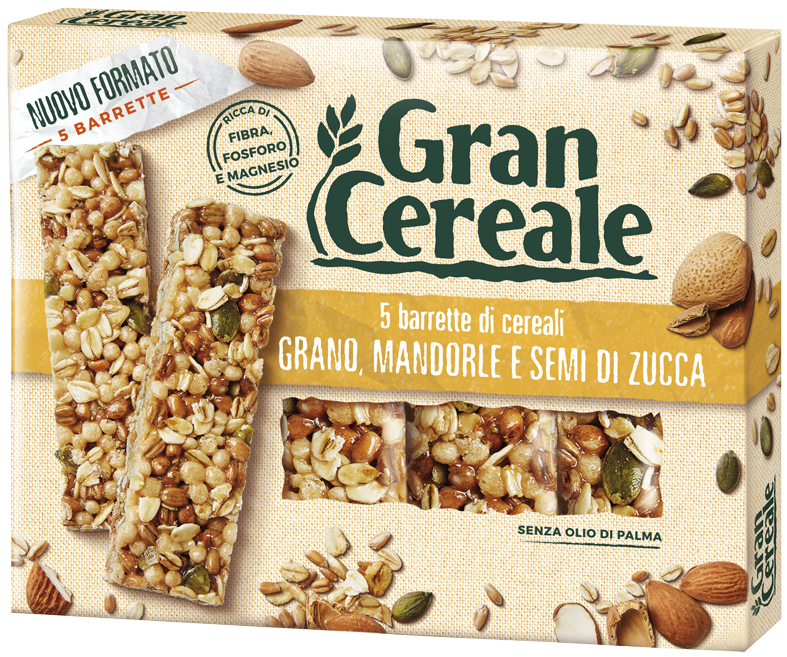 NUOVO FORMATO
5 BARRETTE
RICCA DI
FIBRA,
FOSFORO
E MAGNESIO
Gran
Cereale
5 barrette di cereali
GRANO, MANDORLE E SEMI DI ZUCCA
SENZA OLIO DI PALMA
Gran
Cereale